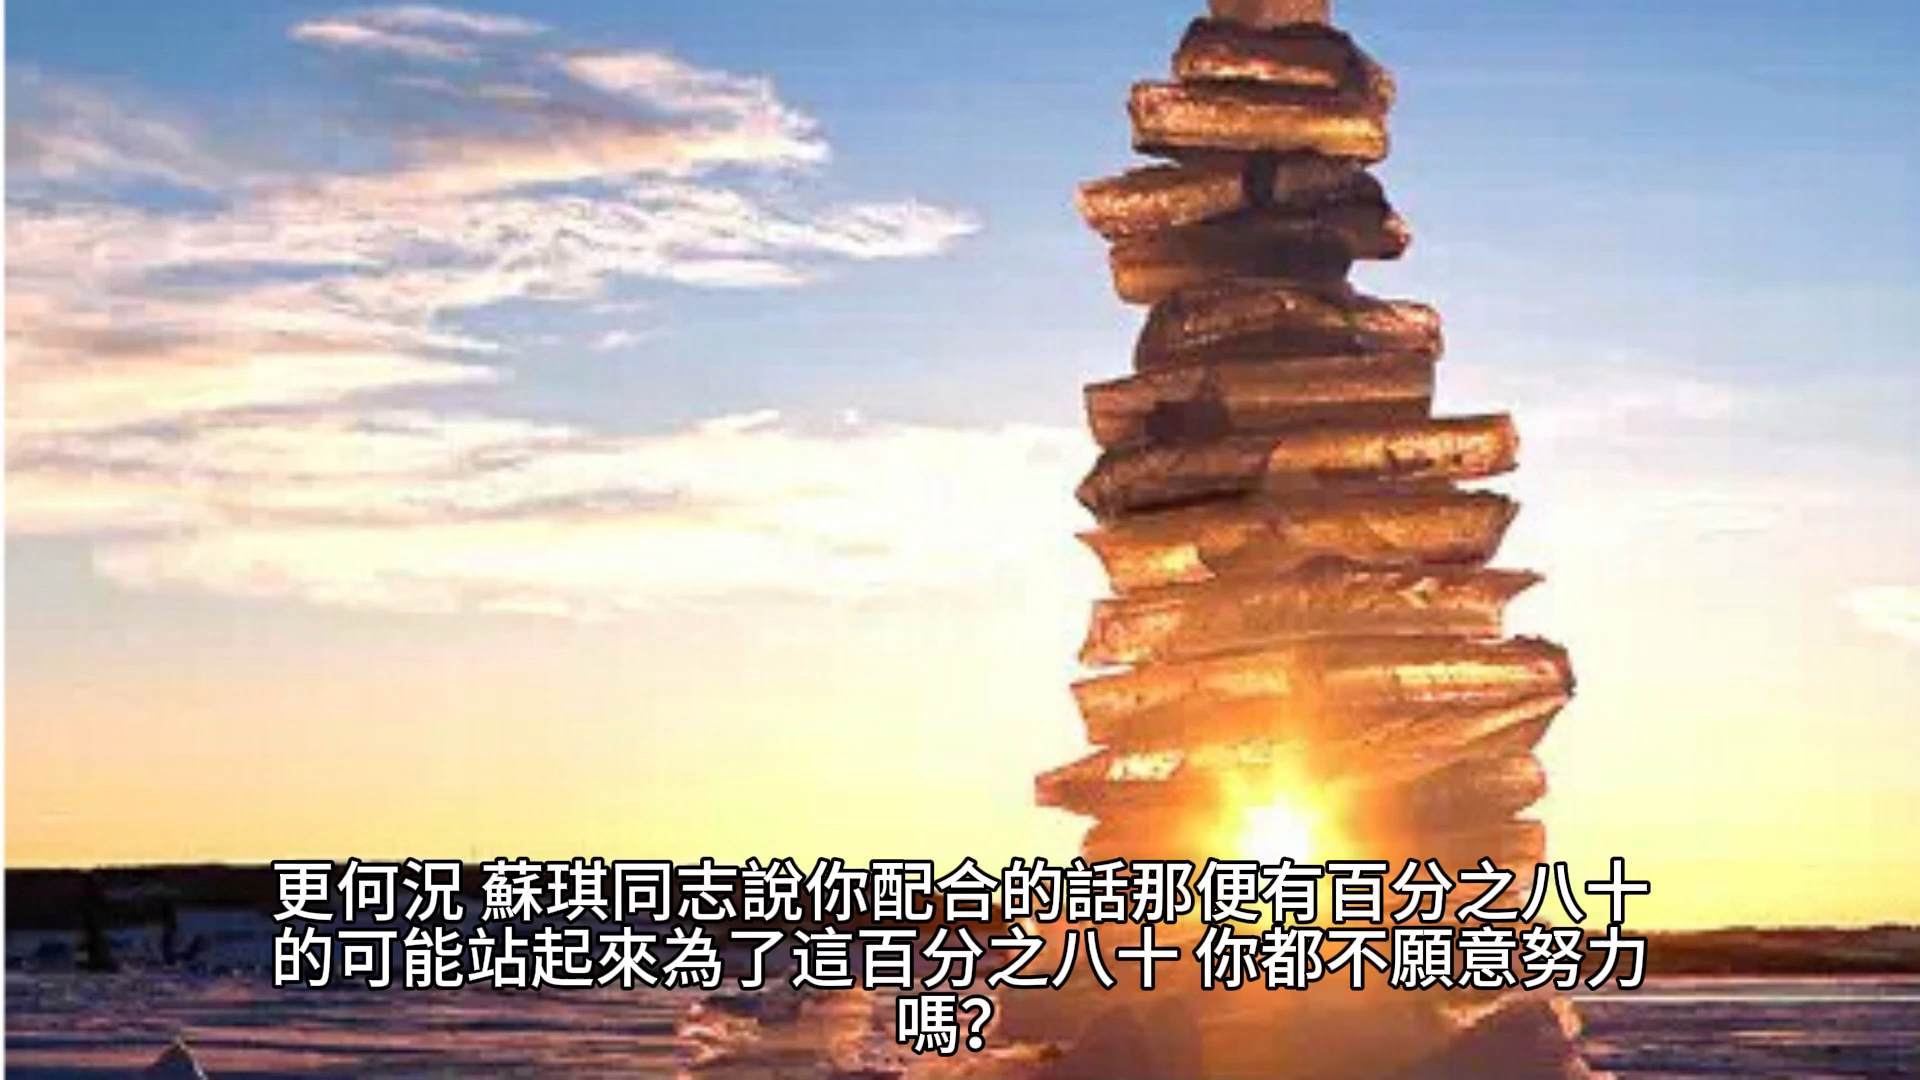 更何況 蘇琪同志說你配合的話那便有百分之八十
的可能站起來為了這百分之八十 你都不願意努力
嗎？